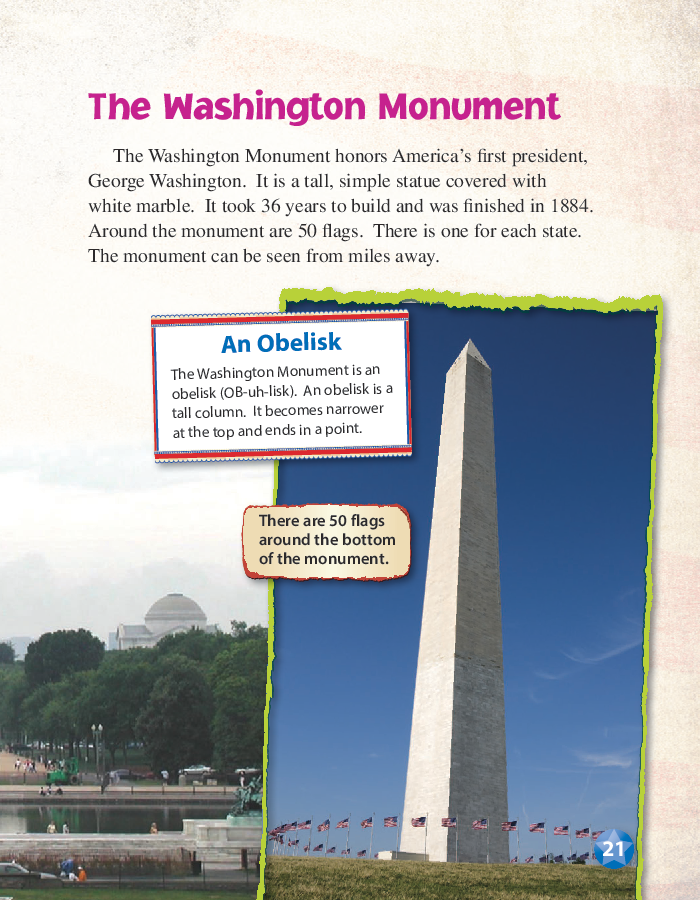 The Washington Monument
The Washington Monument honors America's first president,
George Washington. It is a tall, simple statue covered with
white marble. It took 36 years to build and was finished in 1884.
Around the monument are 50 flags. There is one for each state.
The monument can be seen from miles away.
An Obelisk
The Washington Monument is an
obelisk (OB-uh-lisk). An obelisk is a
tall column. It becomes narrower
at the top and ends in a point.
There are 50 flags
around the bottom
of the monument.
21